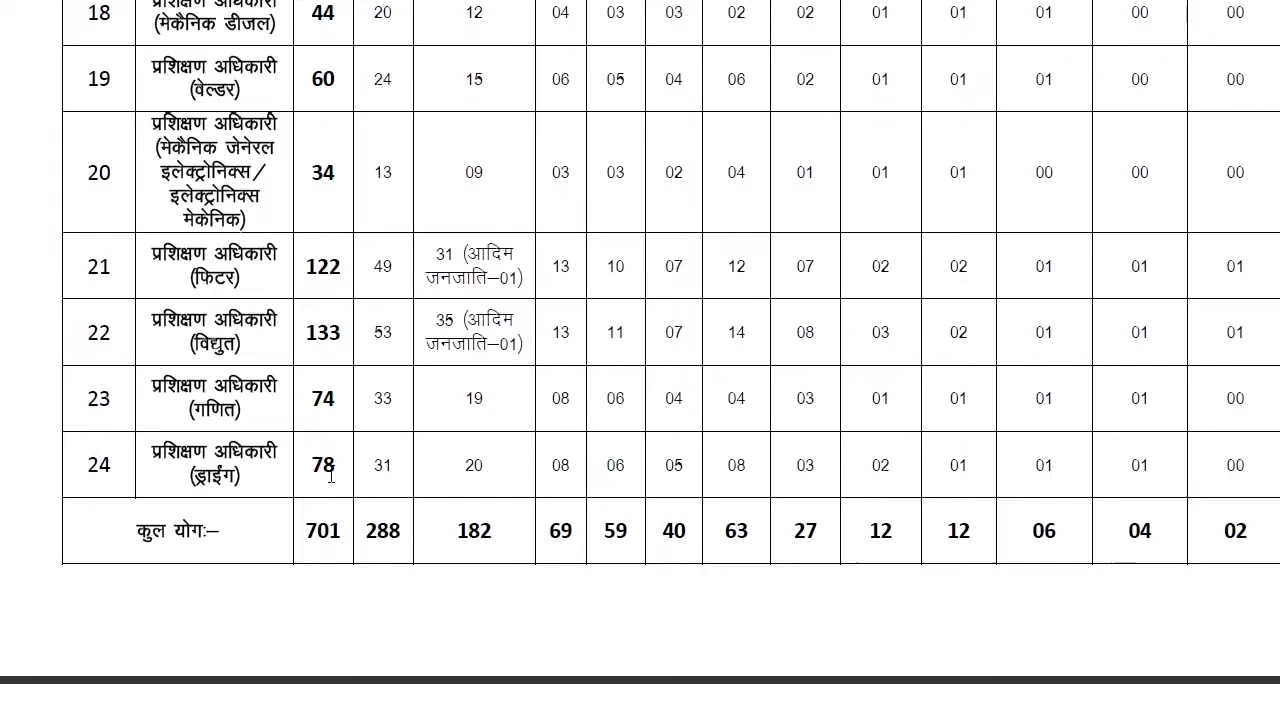 18 प्रशिक्षण अधिकारी (मेकैनिक डीजल) 44 20 12 04 03 03 02 02 01 01 01 00 00
19 प्रशिक्षण अधिकारी (वेल्डर) 60 24 15 06 05 04 06 02 01 01 01 00 00
20 प्रशिक्षण अधिकारी (मेकैनिक जेनेरल इलेक्ट्रोनिक्स/ इलेक्ट्रोनिक्स मेकेनिक) 34 13 09 03 03 02 04 01 01 01 00 00 00
21 प्रशिक्षण अधिकारी (फिटर) 122 49 31 (आदिम जनजाति–01) 13 10 07 12 07 02 02 01 01 01
22 प्रशिक्षण अधिकारी (विद्युत) 133 53 35 (आदिम जनजाति–01) 13 11 07 14 08 03 02 01 01 01
23 प्रशिक्षण अधिकारी (गणित) 74 33 19 08 06 04 04 03 01 01 01 01 00
24 प्रशिक्षण अधिकारी (ड्राईंग) 78 31 20 08 06 05 08 03 02 01 01 01 00
कुल योगः– 701 288 182 69 59 40 63 27 12 12 06 04 02